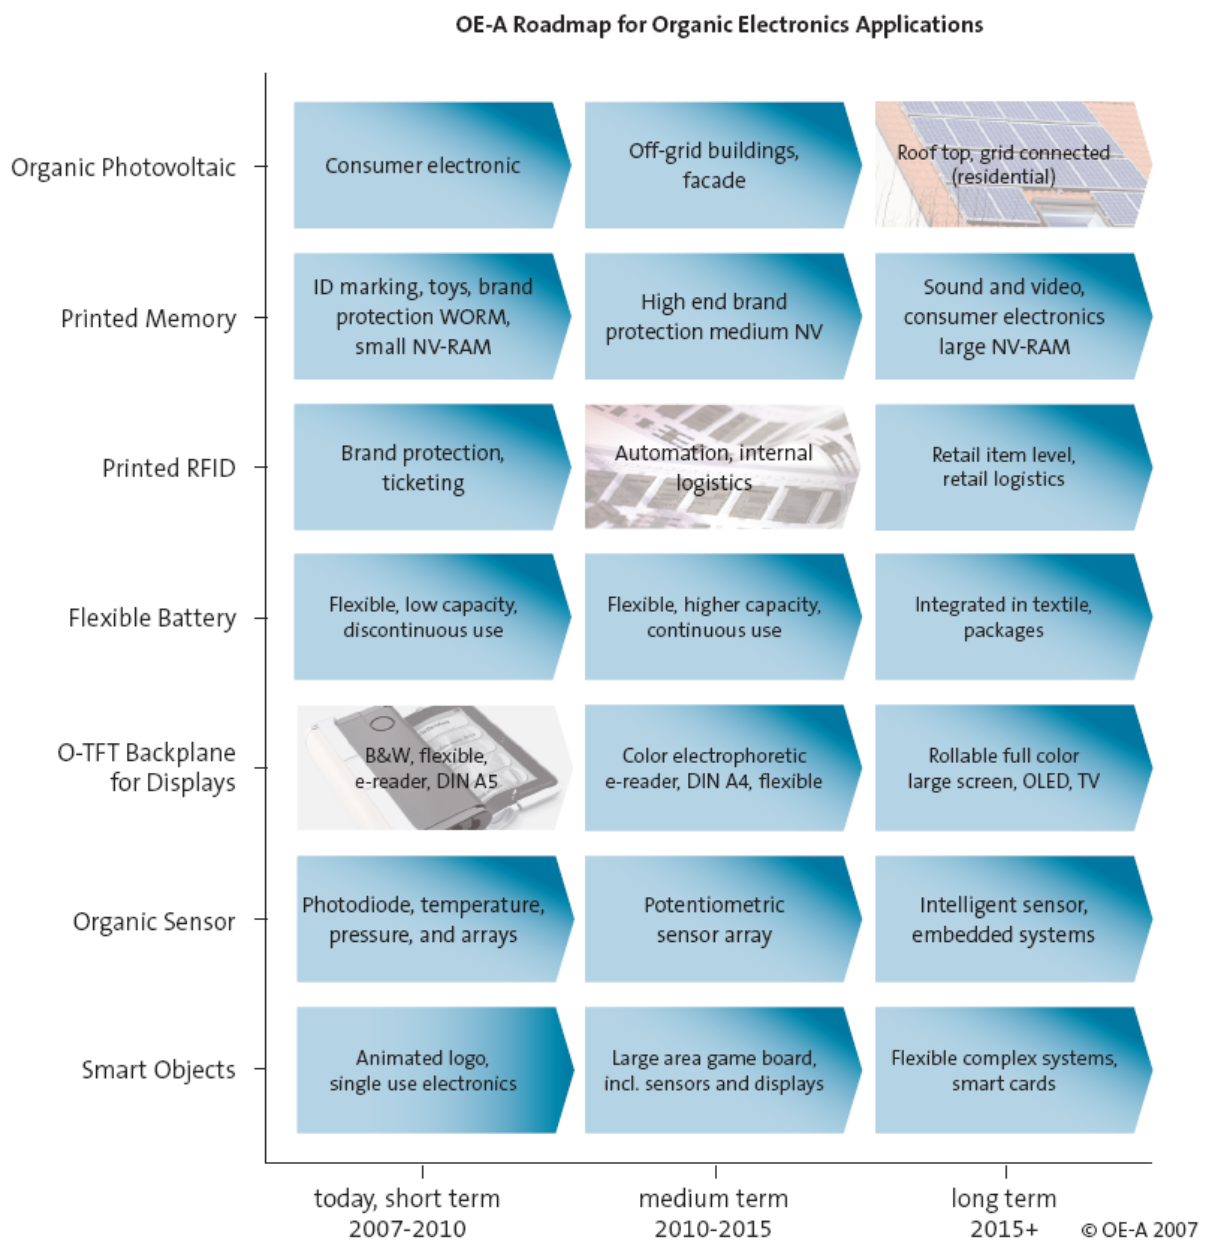 OE-A Roadmap for Organic Electronics Applications
Organic Photovoltaic
Consumer electronic
Off-grid buildings,
facade
Roof top, grid connected
(residential)
Printed Memory
ID marking, toys, brand
protection WORM,
small NV-RAM
High end brand
protection medium NV
Sound and video,
consumer electronics
large NV-RAM
Printed RFID
Brand protection,
ticketing
Automation, internal
logistics
Retail item level,
retail logistics
Flexible Battery
Flexible, low capacity,
discontinuous use
Flexible, higher capacity,
continuous use
Integrated in textile,
packages
O-TFT Backplane
for Displays
B&W, flexible,
e-reader, DIN A5
Color electrophoretic
e-reader, DIN A4, flexible
Rollable full color
large screen, OLED, TV
Organic Sensor
Photodiode, temperature,
pressure, and arrays
Potentiometric
sensor array
Intelligent sensor,
embedded systems
Smart Objects
Animated logo,
single use electronics
Large area game board,
incl. sensors and displays
Flexible complex systems,
smart cards
today, short term
2007-2010
medium term
2010-2015
long term
2015+
© OE-A 2007